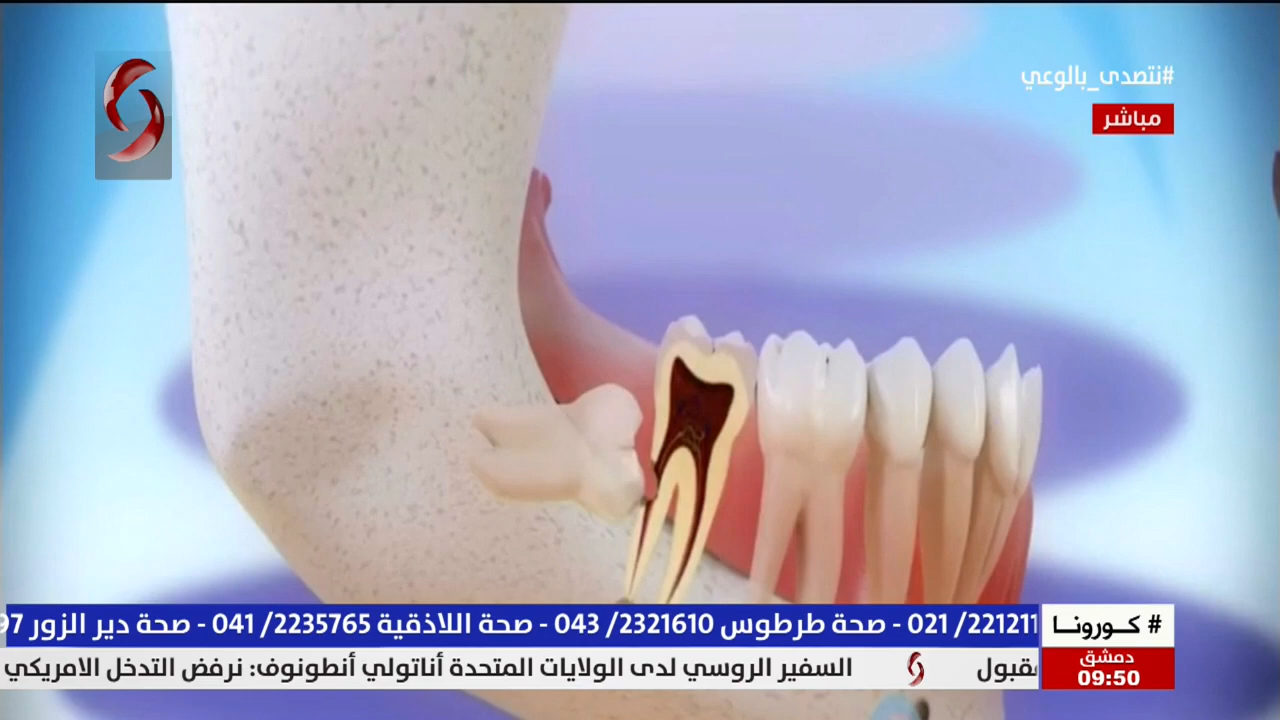 #نتصدى_بالوعي
مباشر
# كورونا
021 /221211 - صحة طرطوس 043 /2321610 - صحة اللاذقية 041 /2235765 - صحة دير الزور
دمشق
09:50
السفير الروسي لدى الولايات المتحدة أناتولي أنطونوف: نرفض التدخل الامريكي